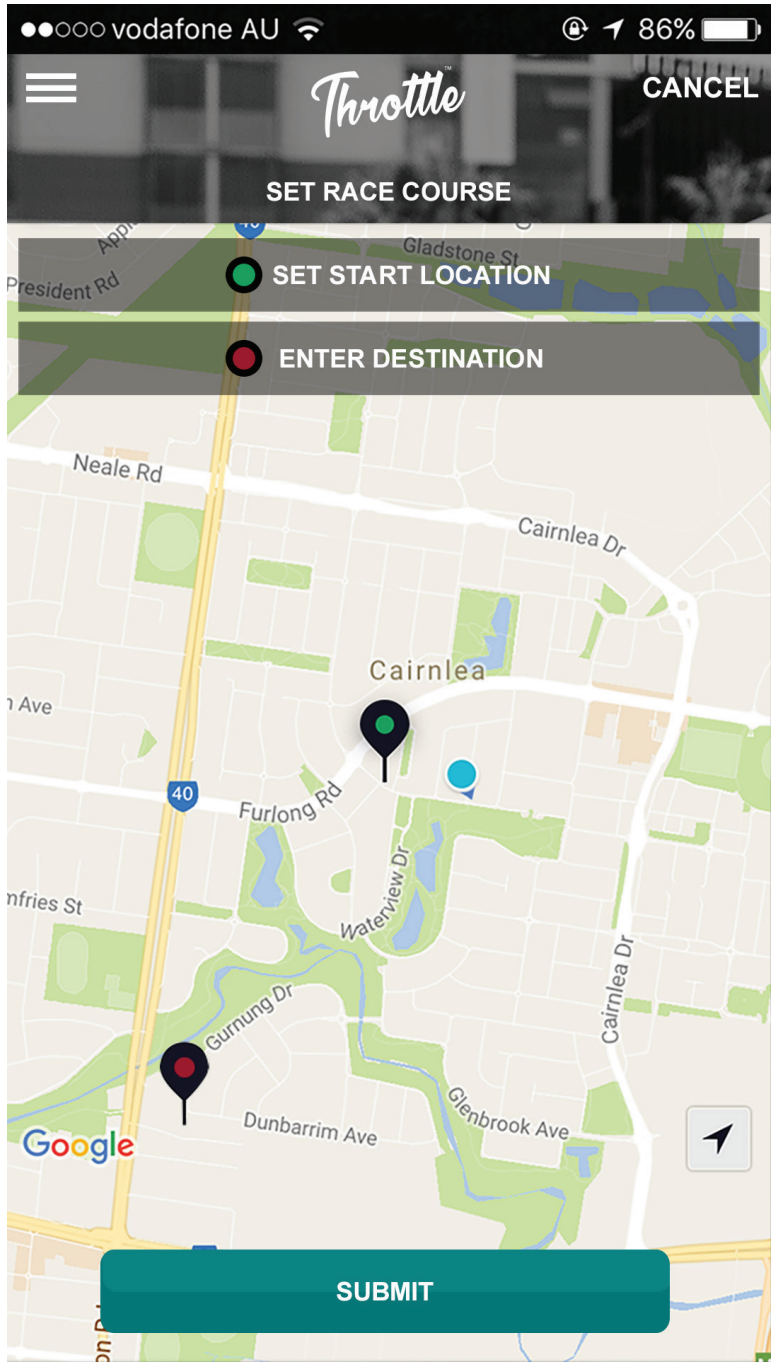 vodafone AU 86%
Throttle™
CANCEL
SET RACE COURSE
40
Gladstone St
President Rd
SET START LOCATION
ENTER DESTINATION
Neale Rd
Cairnlea Dr
Cairnlea
Ave
40
Furlong Rd
Waterview Dr
mfries St
Cairnlea Dr
Gurnung Dr
Glenbrook Ave
Dunbarrim Ave
Google
SUBMIT